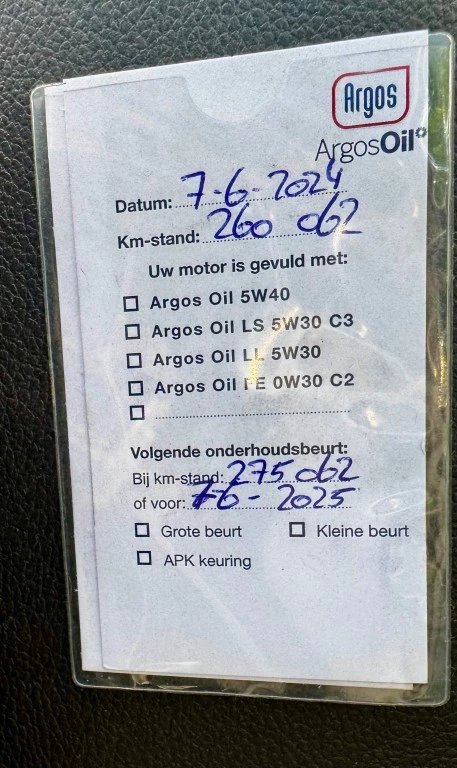 Argos
ArgosOil
Datum: 7-6-2024
Km-stand: 260 062
Uw motor is gevuld met:
Argos Oil 5W40
Argos Oil LS 5W30 C3
Argos Oil LL 5W30
Argos Oil FE 0W30 C2
Volgende onderhoudsbeurt:
Bij km-stand: 275 062
of voor: 7-6-2025
Grote beurt Kleine beurt
APK keuring